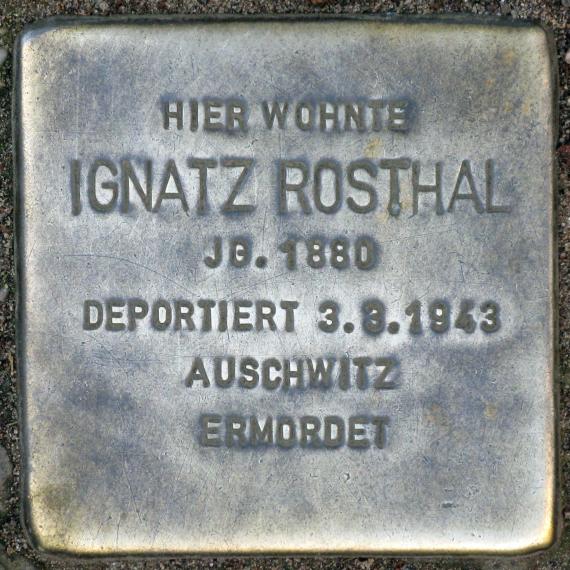 HIER WOHNTE
IGNATZ ROSTHAL
JG. 1880
DEPORTIERT 3.3.1943
AUSCHWITZ
ERMORDET